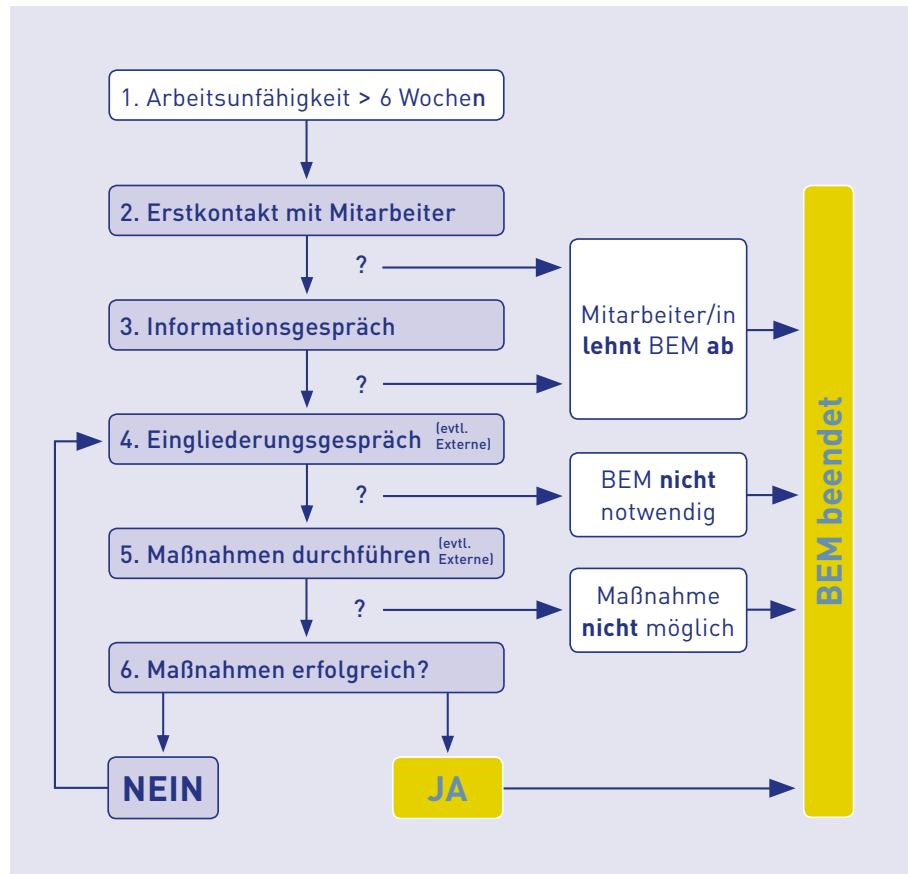 1. Arbeitsunfähigkeit > 6 Wochen
2. Erstkontakt mit Mitarbeiter
?
3. Informationsgespräch
?
Mitarbeiter/in
lehnt BEM ab
4. Eingliederungsgespräch (evtl.
Externe)
?
BEM nicht
notwendig
5. Maßnahmen durchführen (evtl.
Externe)
?
Maßnahme
nicht möglich
6. Maßnahmen erfolgreich?
NEIN
JA
BEM beendet